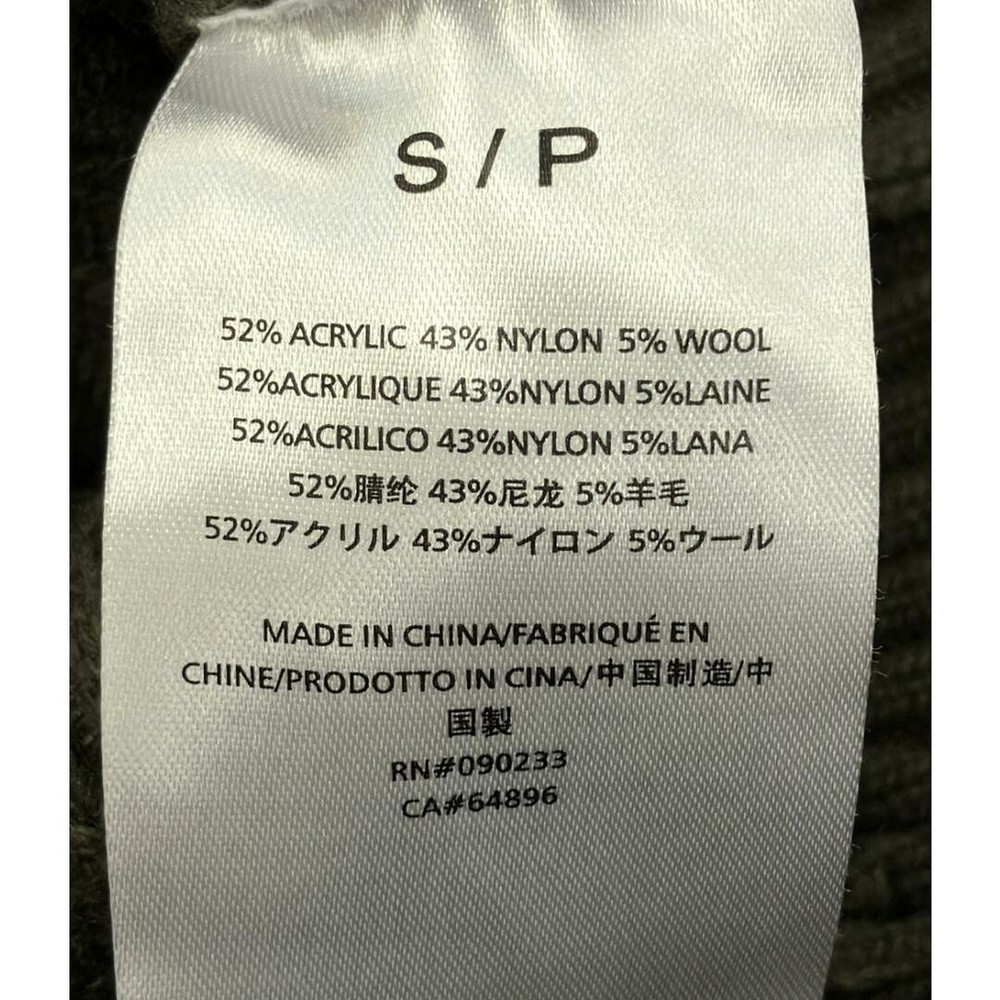 S / P
52% ACRYLIC 43% NYLON 5% WOOL
52%ACRYLIQUE 43%NYLON 5%LAINE
52%ACRILICO 43%NYLON 5%LANA
52%腈纶 43%尼龙 5%羊毛
52%アクリル 43%ナイロン 5%ウール
MADE IN CHINA/FABRIQUÉ EN
CHINE/PRODOTTO IN CINA/中国制造/中
国製
RN#090233
CA#64896